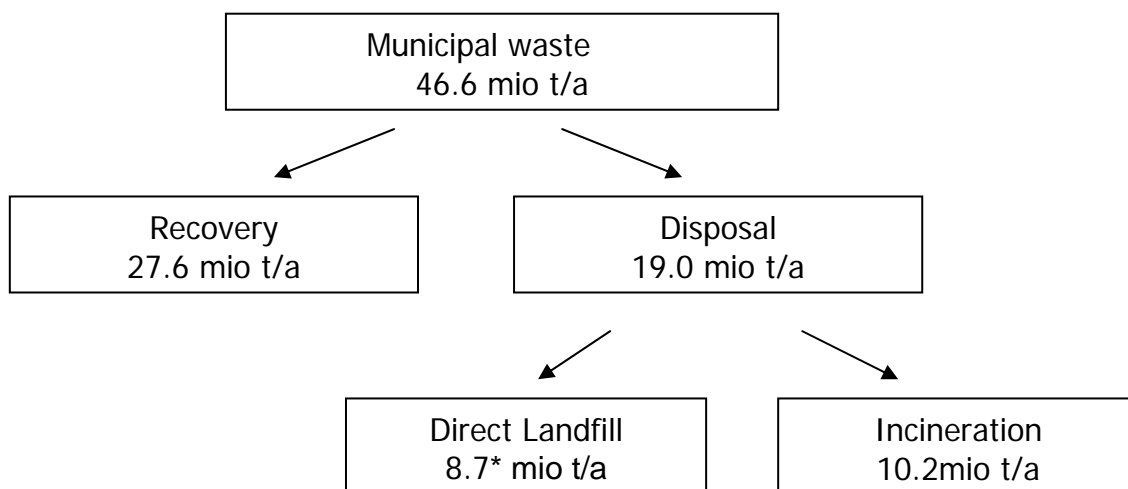 Municipal waste
46.6 mio t/a
Recovery
27.6 mio t/a
Disposal
19.0 mio t/a
Direct Landfill
8.7* mio t/a
Incineration
10.2mio t/a